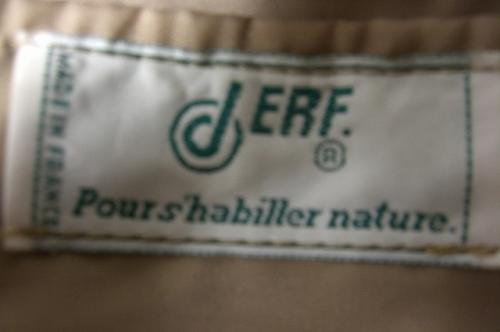 MADE IN FRANCE
d ERF.
®
Pour s'habiller nature.